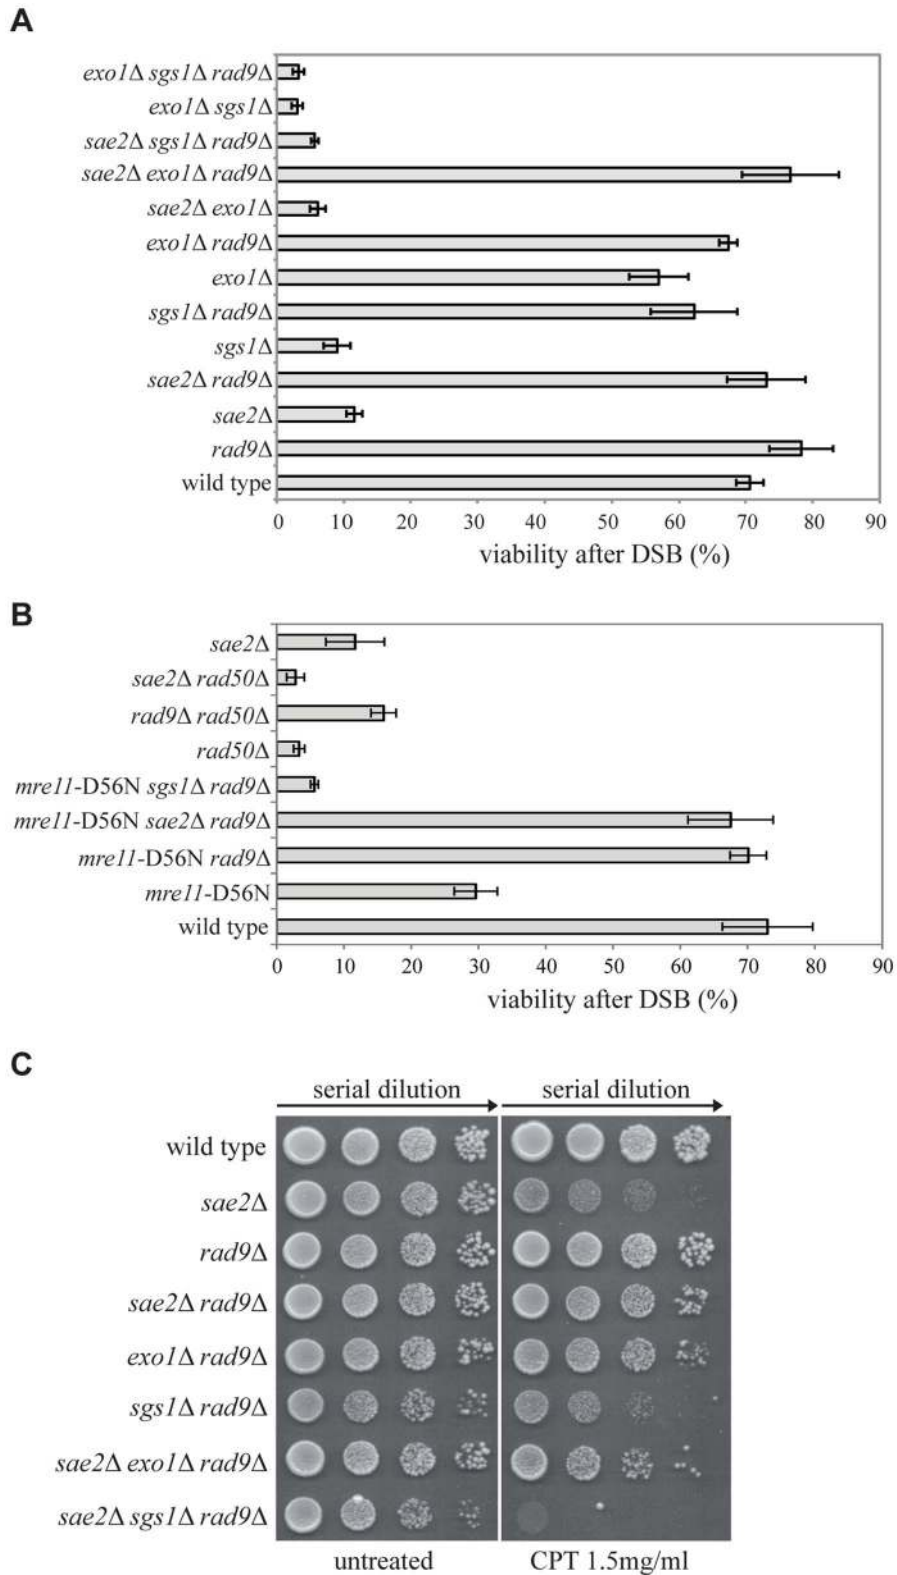 A
exo1Δ sgs1Δ rad9Δ
exo1Δ sgs1Δ
sae2Δ sgs1Δ rad9Δ
sae2Δ exo1Δ rad9Δ
sae2Δ exo1Δ
exo1Δ rad9Δ
exo1Δ
sgs1Δ rad9Δ
sgs1Δ
sae2Δ rad9Δ
sae2Δ
rad9Δ
wild type
0 10 20 30 40 50 60 70 80 90
viability after DSB (%)
B
sae2Δ
sae2Δ rad50Δ
rad9Δ rad50Δ
rad50Δ
mre11-D56N sgs1Δ rad9Δ
mre11-D56N sae2Δ rad9Δ
mre11-D56N rad9Δ
mre11-D56N
wild type
0 10 20 30 40 50 60 70 80 90
viability after DSB (%)
C
serial dilution serial dilution
wild type
sae2Δ
rad9Δ
sae2Δ rad9Δ
exo1Δ rad9Δ
sgs1Δ rad9Δ
sae2Δ exo1Δ rad9Δ
sae2Δ sgs1Δ rad9Δ
untreated CPT 1.5mg/ml